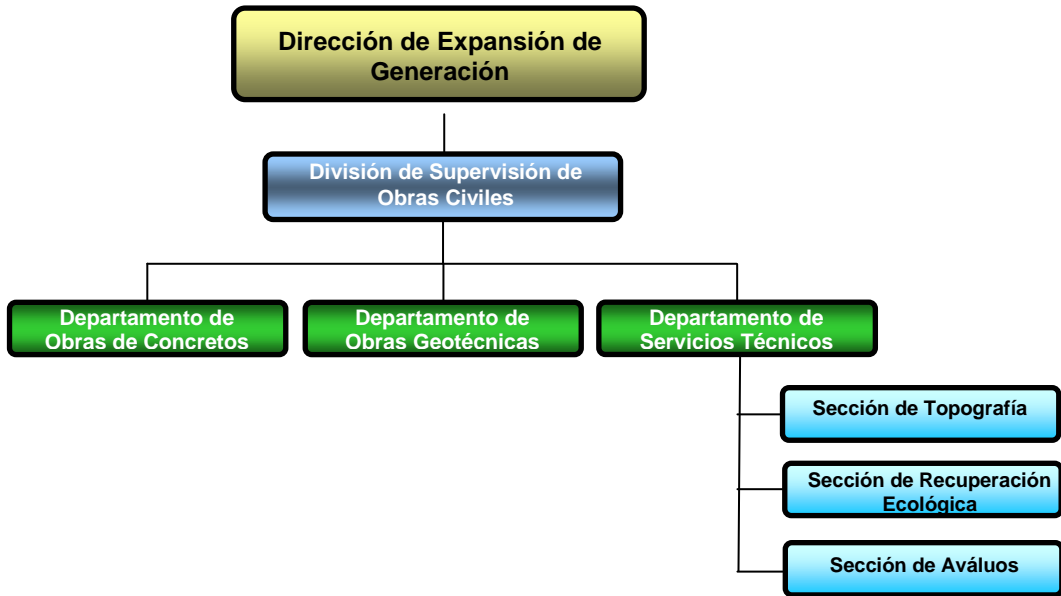 Dirección de Expansión de
Generación
División de Supervisión de
Obras Civiles
Departamento de
Obras de Concretos
Departamento de
Obras Geotécnicas
Departamento de
Servicios Técnicos
Sección de Topografía
Sección de Recuperación
Ecológica
Sección de Aváluos